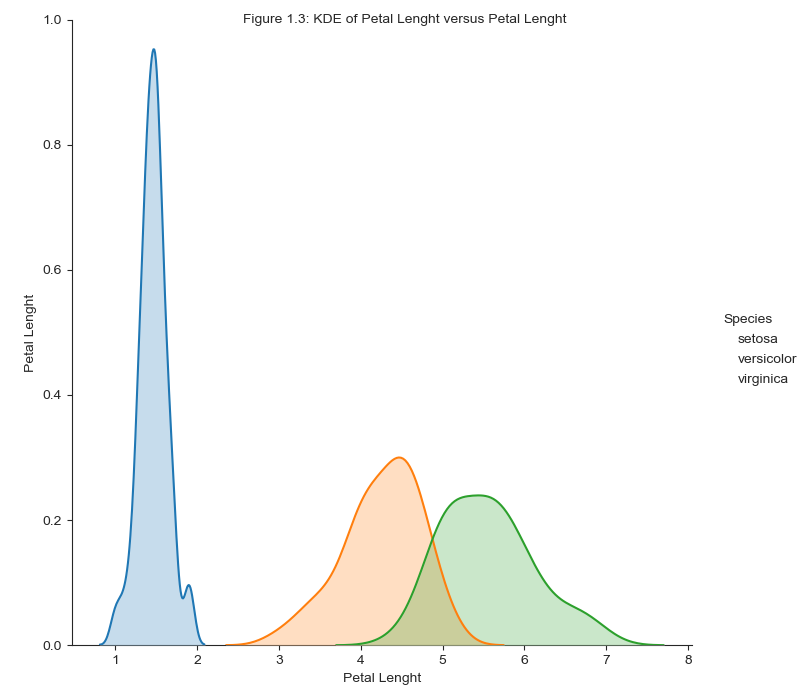 Figure 1.3: KDE of Petal Lenght versus Petal Lenght
1.0
0.8
0.6
0.4
0.2
0.0
Petal Lenght
1 2 3 4 5 6 7 8
Petal Lenght
Species
setosa
versicolor
virginica